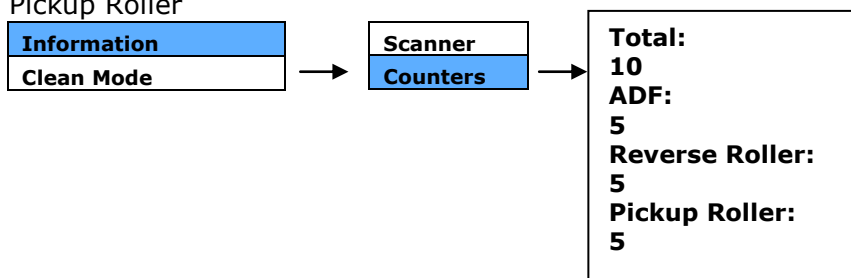 Pickup Roller
Information
Clean Mode
Scanner
Counters
Total:
10
ADF:
5
Reverse Roller:
5
Pickup Roller:
5